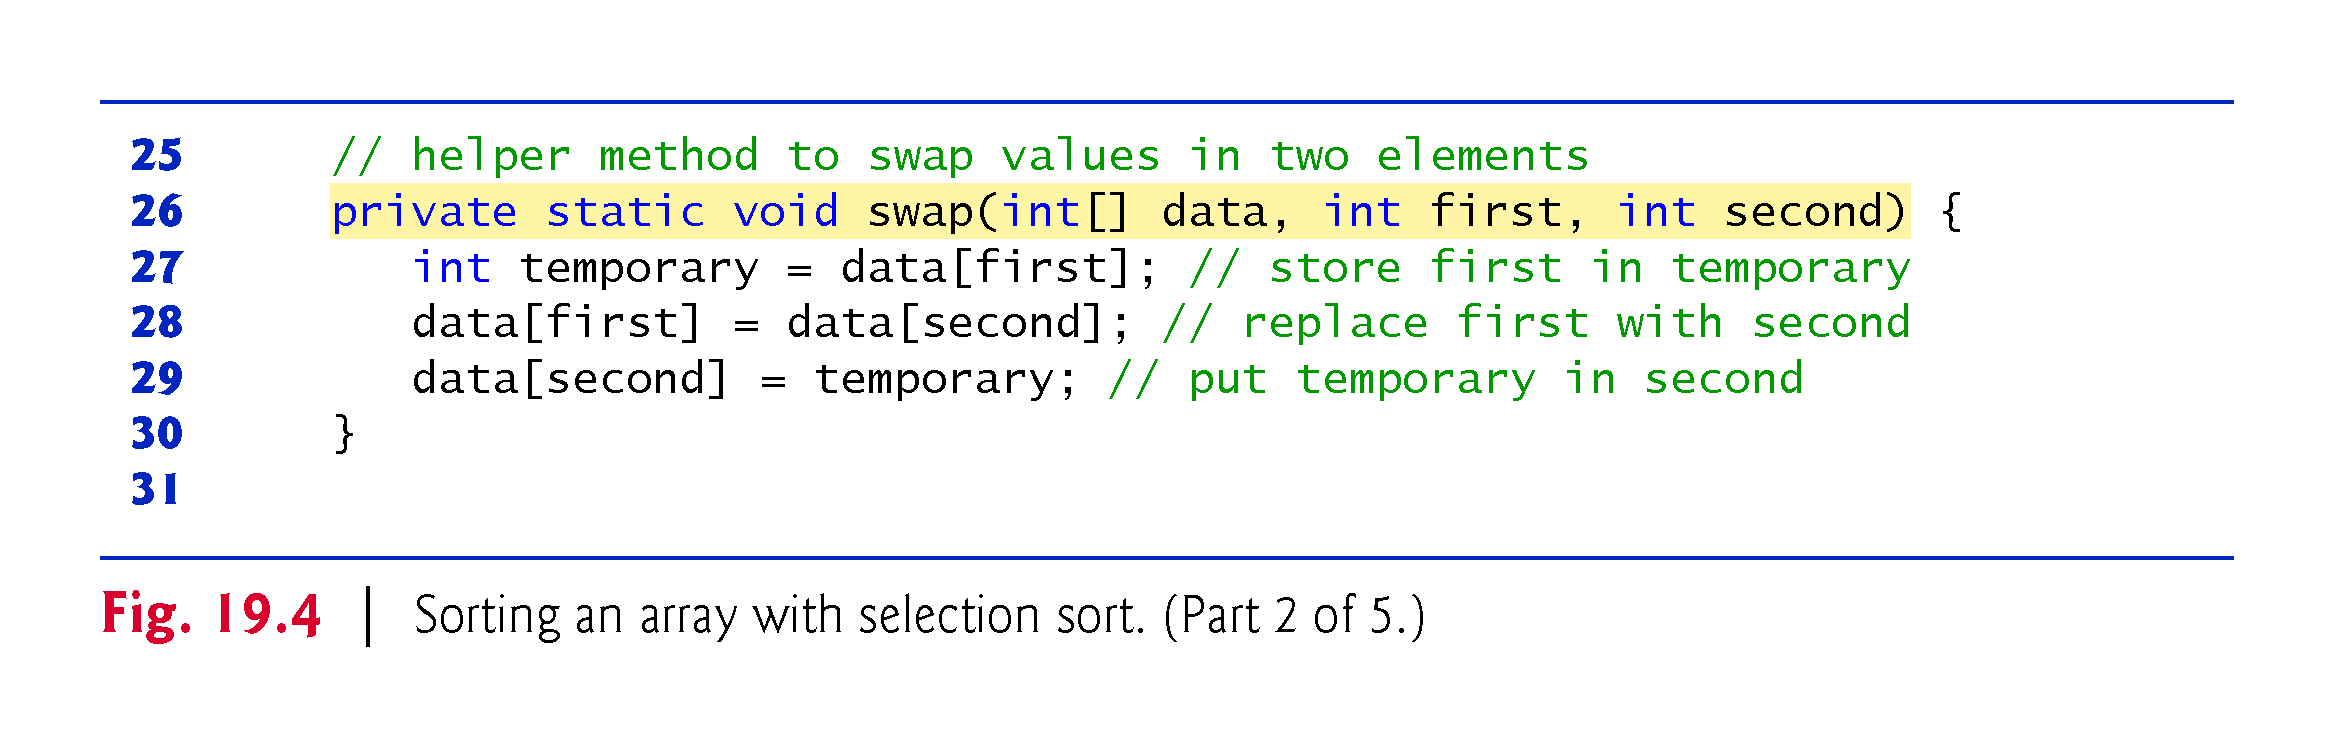 25 // helper method to swap values in two elements
26 private static void swap(int[] data, int first, int second) {
27 int temporary = data[first]; // store first in temporary
28 data[first] = data[second]; // replace first with second
29 data[second] = temporary; // put temporary in second
30 }
31
Fig. 19.4 | Sorting an array with selection sort. (Part 2 of 5.)